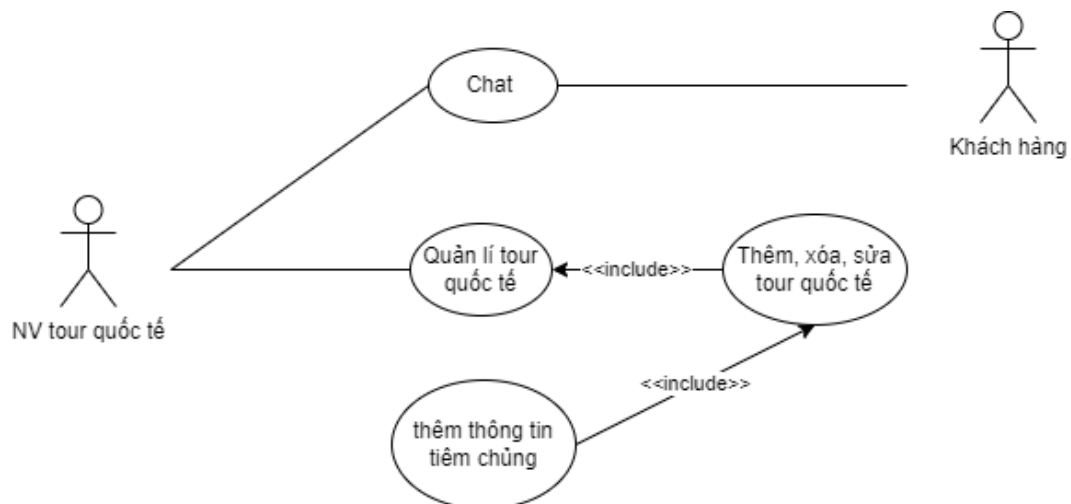 Chat
Khách hàng
NV tour quốc tế
Quản lí tour
quốc tế
<<include>>
Thêm, xóa, sửa
tour quốc tế
<<include>>
thêm thông tin
tiêm chủng